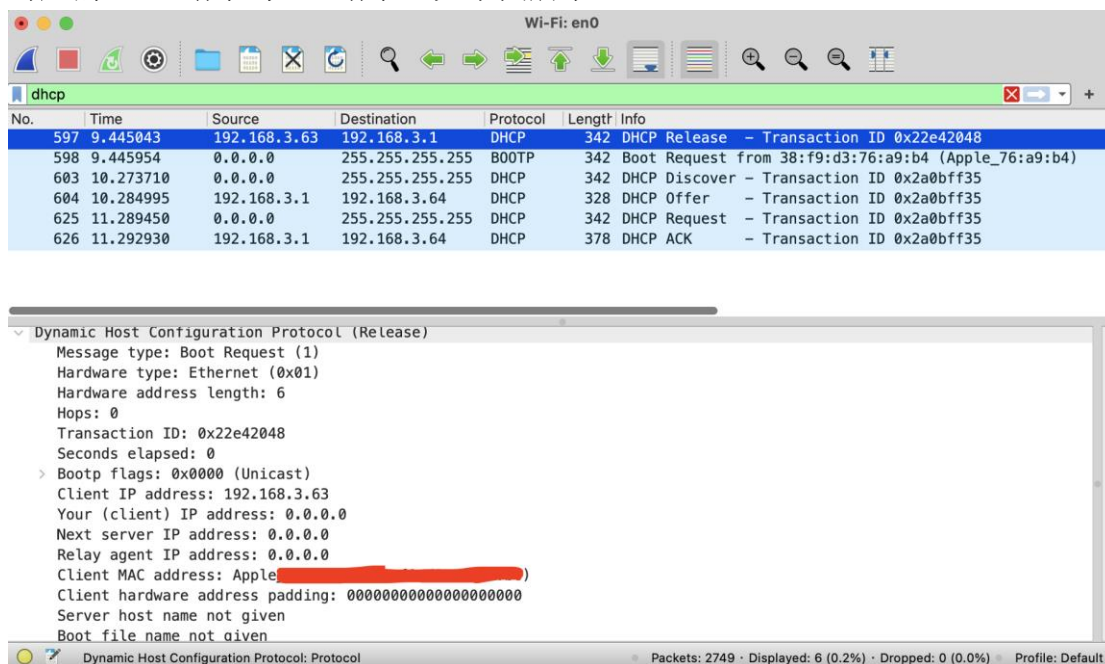 Wi-Fi: en0
dhcp
No. Time Source Destination Protocol Length Info
597 9.445043 192.168.3.63 192.168.3.1 DHCP 342 DHCP Release – Transaction ID 0x22e42048
598 9.445954 0.0.0.0 255.255.255.255 BOOTP 342 Boot Request from 38:f9:d3:76:a9:b4 (Apple_76:a9:b4)
603 10.273710 0.0.0.0 255.255.255.255 DHCP 342 DHCP Discover – Transaction ID 0x2a0bff35
604 10.284995 192.168.3.1 192.168.3.64 DHCP 328 DHCP Offer – Transaction ID 0x2a0bff35
625 11.289450 0.0.0.0 255.255.255.255 DHCP 342 DHCP Request – Transaction ID 0x2a0bff35
626 11.292930 192.168.3.1 192.168.3.64 DHCP 378 DHCP ACK – Transaction ID 0x2a0bff35
Dynamic Host Configuration Protocol (Release)
Message type: Boot Request (1)
Hardware type: Ethernet (0x01)
Hardware address length: 6
Hops: 0
Transaction ID: 0x22e42048
Seconds elapsed: 0
Bootp flags: 0x0000 (Unicast)
Client IP address: 192.168.3.63
Your (client) IP address: 0.0.0.0
Next server IP address: 0.0.0.0
Relay agent IP address: 0.0.0.0
Client MAC address: Apple )
Client hardware address padding: 00000000000000000000
Server host name not given
Boot file name not given
Dynamic Host Configuration Protocol: Protocol Packets: 2749 · Displayed: 6 (0.2%) · Dropped: 0 (0.0%) Profile: Default